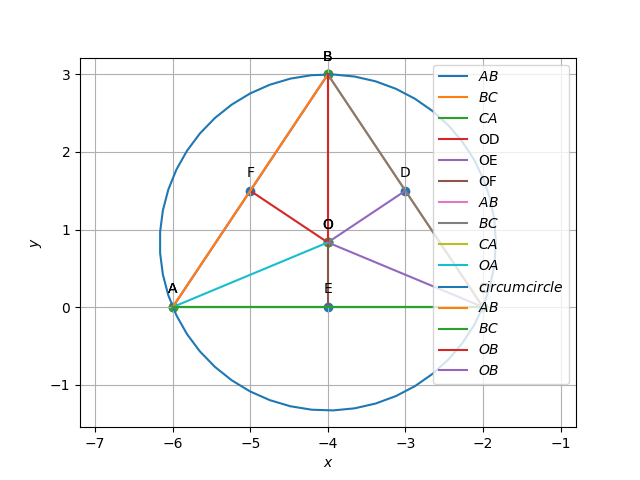 B
3
AB
BC
CA
OD
2
OE
F
D
OF
AB
BC
y
1
O
CA
OA
A
E
circumcircle
0
AB
BC
OB
−1
OB
−7
−6
−5
−4
−3
−2
−1
x